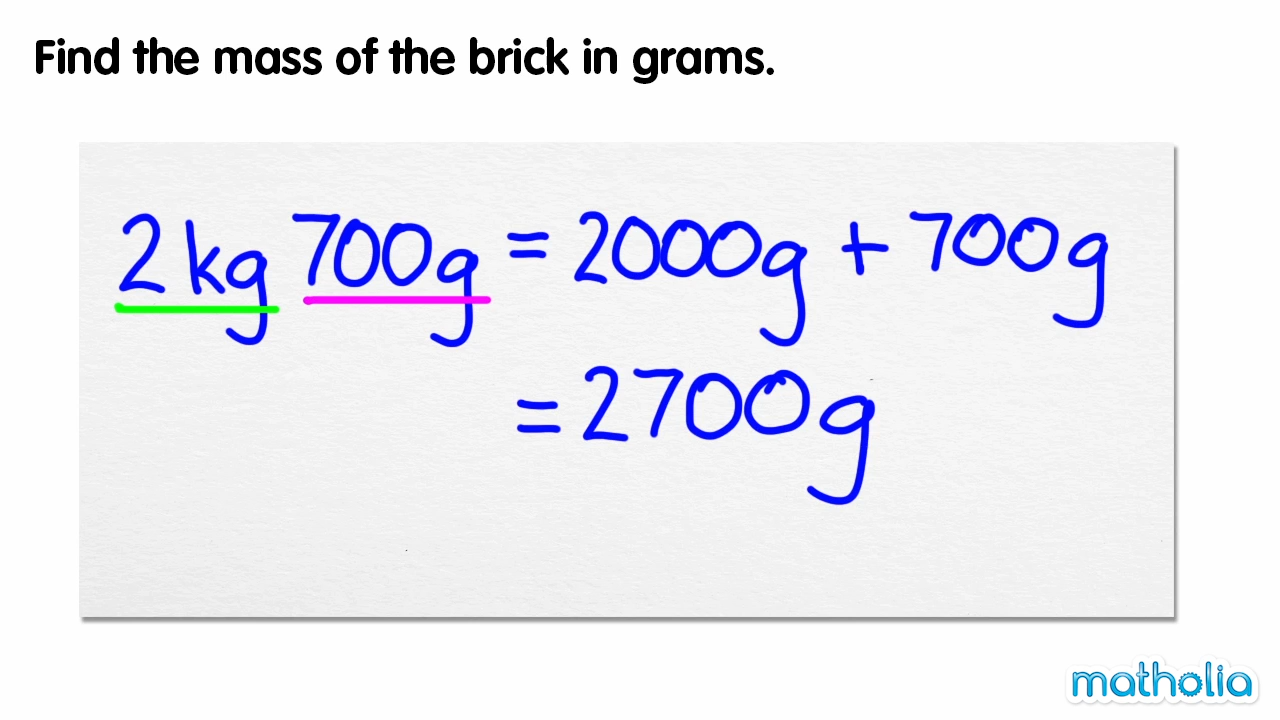 Find the mass of the brick in grams.
2 kg 700g = 2000g + 700g
= 2700g
matholia